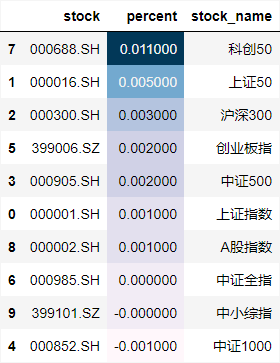 stock percent stock_name
7 000688.SH 0.011000 科创50
1 000016.SH 0.005000 上证50
2 000300.SH 0.003000 沪深300
5 399006.SZ 0.002000 创业板指
3 000905.SH 0.002000 中证500
0 000001.SH 0.001000 上证指数
8 000002.SH 0.001000 A股指数
6 000985.SH 0.000000 中证全指
9 399101.SZ -0.000000 中小综指
4 000852.SH -0.001000 中证1000